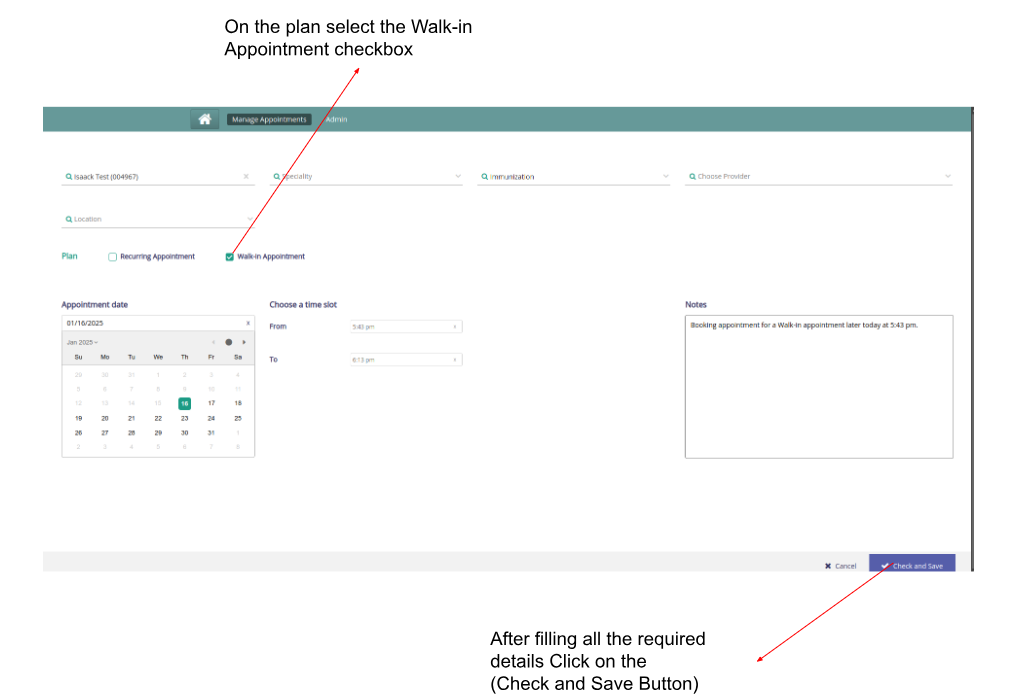 On the plan select the Walk-in
Appointment checkbox
Manage Appointments Admin
Isaack Test (004967) x Speciality Immunization Choose Provider
Location
Plan Recurring Appointment Walk-in Appointment
Appointment date Choose a time slot Notes
01/16/2025 x From 5:43 pm Booking appointment for a Walk-in appointment later today at 5:43 pm.
Jan 2025
Su Mo Tu We Th Fr Sa To 6:13 pm
29 30 31 1 2 3 4
5 6 7 8 9 10 11
12 13 14 15 16 17 18
19 20 21 22 23 24 25
26 27 28 29 30 31 1
2 3 4 5 6 7 8
Cancel Check and Save
After filling all the required
details Click on the
(Check and Save Button)